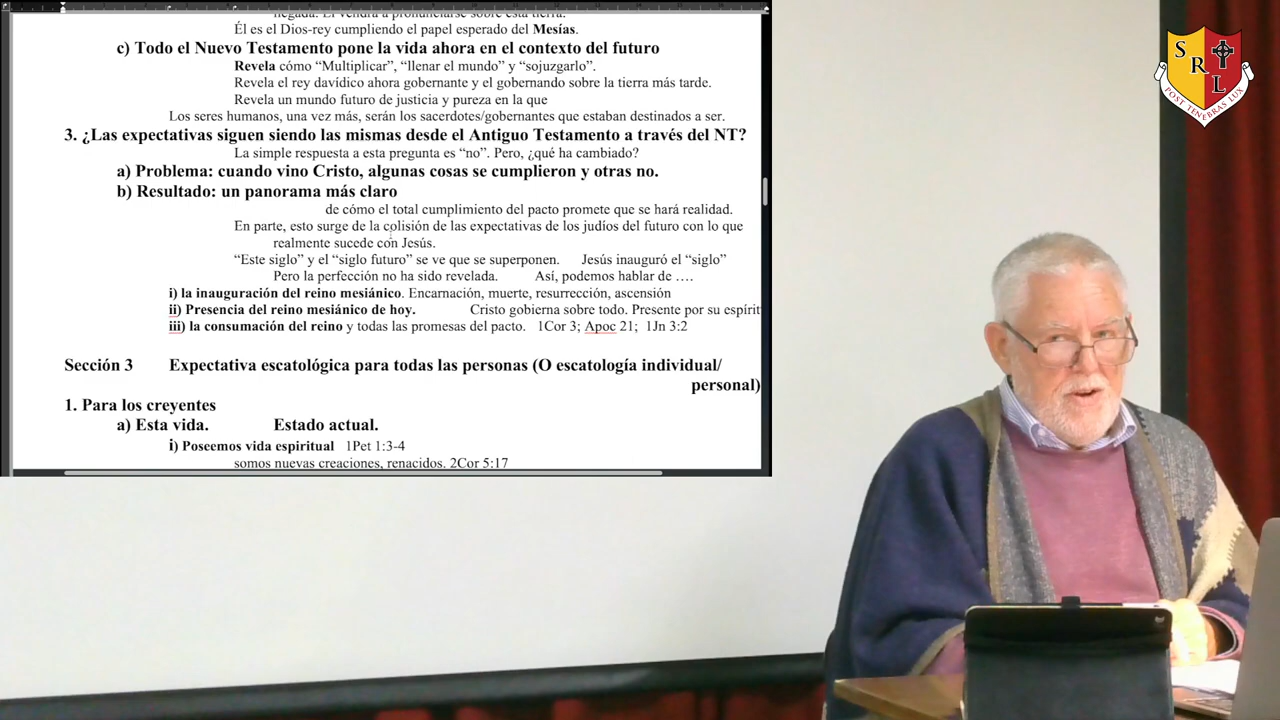 negada. Él vendrá a pronunciarse sobre esta tierra.
Él es el Dios-rey cumpliendo el papel esperado del Mesías.
c) Todo el Nuevo Testamento pone la vida ahora en el contexto del futuro
Revela cómo “Multiplicar”, “llenar el mundo” y “sojuzgarlo”.
Revela el rey davídico ahora gobernante y el gobernando sobre la tierra más tarde.
Revela un mundo futuro de justicia y pureza en la que
Los seres humanos, una vez más, serán los sacerdotes/gobernantes que estaban destinados a ser.
3. ¿Las expectativas siguen siendo las mismas desde el Antiguo Testamento a través del NT?
La simple respuesta a esta pregunta es “no”. Pero, ¿qué ha cambiado?
a) Problema: cuando vino Cristo, algunas cosas se cumplieron y otras no.
b) Resultado: un panorama más claro
de cómo el total cumplimiento del pacto promete que se hará realidad.
En parte, esto surge de la colisión de las expectativas de los judíos del futuro con lo que
realmente sucede con Jesús.
“Este siglo” y el “siglo futuro” se ve que se superponen. Jesús inauguró el “siglo”
Pero la perfección no ha sido revelada. Así, podemos hablar de ….
i) la inauguración del reino mesiánico. Encarnación, muerte, resurrección, ascensión
ii) Presencia del reino mesiánico de hoy. Cristo gobierna sobre todo. Presente por su espírit
iii) la consumación del reino y todas las promesas del pacto. 1Cor 3; Apoc 21; 1Jn 3:2
Sección 3 Expectativa escatológica para todas las personas (O escatología individual/
personal)
1. Para los creyentes
a) Esta vida. Estado actual.
i) Poseemos vida espiritual 1Pet 1:3-4
somos nuevas creaciones, renacidos. 2Cor 5:17
S R L
POST TENEBRAS LUX